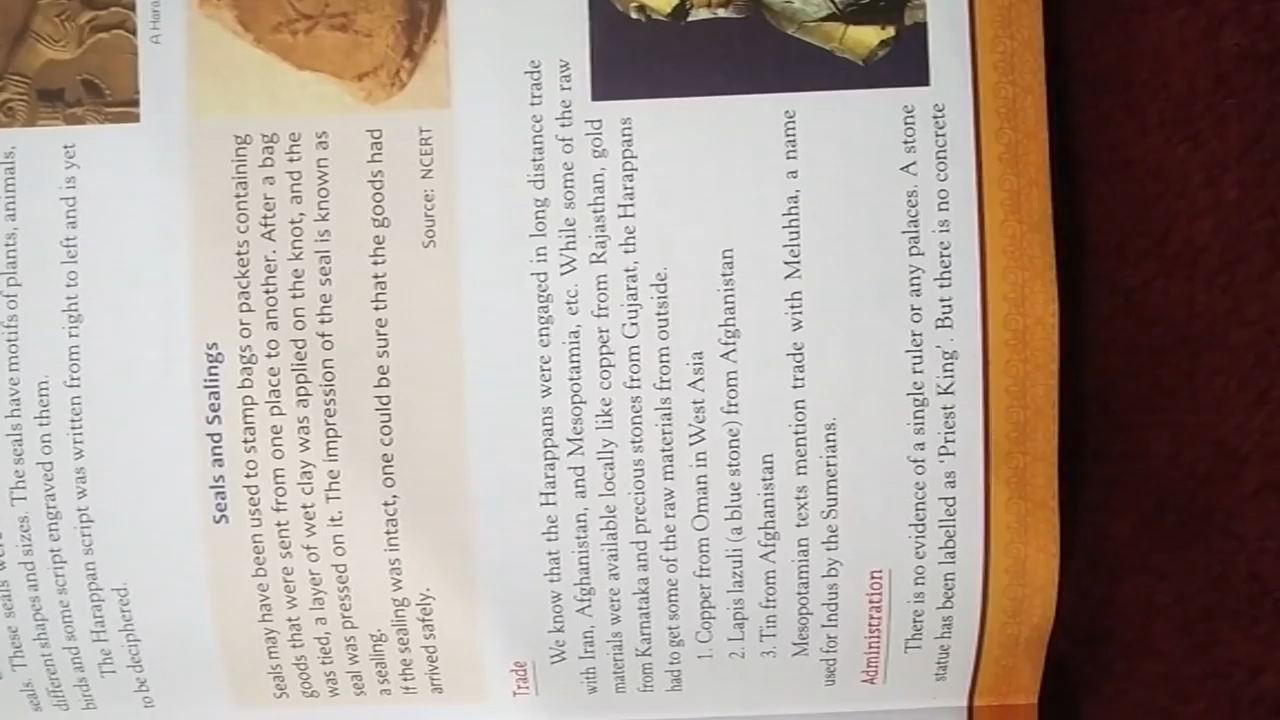 seals. These seals were
different shapes and sizes. The seals have motifs of plants, animals,
birds and some script engraved on them.
The Harappan script was written from right to left and is yet
to be deciphered.
A Hara
Seals and Sealings
Seals may have been used to stamp bags or packets containing
goods that were sent from one place to another. After a bag
was tied, a layer of wet clay was applied on the knot, and the
seal was pressed on it. The impression of the seal is known as
a sealing.
If the sealing was intact, one could be sure that the goods had
arrived safely.
Source: NCERT
Trade
We know that the Harappans were engaged in long distance trade
with Iran, Afghanistan, and Mesopotamia, etc. While some of the raw
materials were available locally like copper from Rajasthan, gold
from Karnataka and precious stones from Gujarat, the Harappans
had to get some of the raw materials from outside.
1. Copper from Oman in West Asia
2. Lapis lazuli (a blue stone) from Afghanistan
3. Tin from Afghanistan
Mesopotamian texts mention trade with Meluhha, a name
used for Indus by the Sumerians.
Administration
There is no evidence of a single ruler or any palaces. A stone
statue has been labelled as 'Priest King'. But there is no concrete